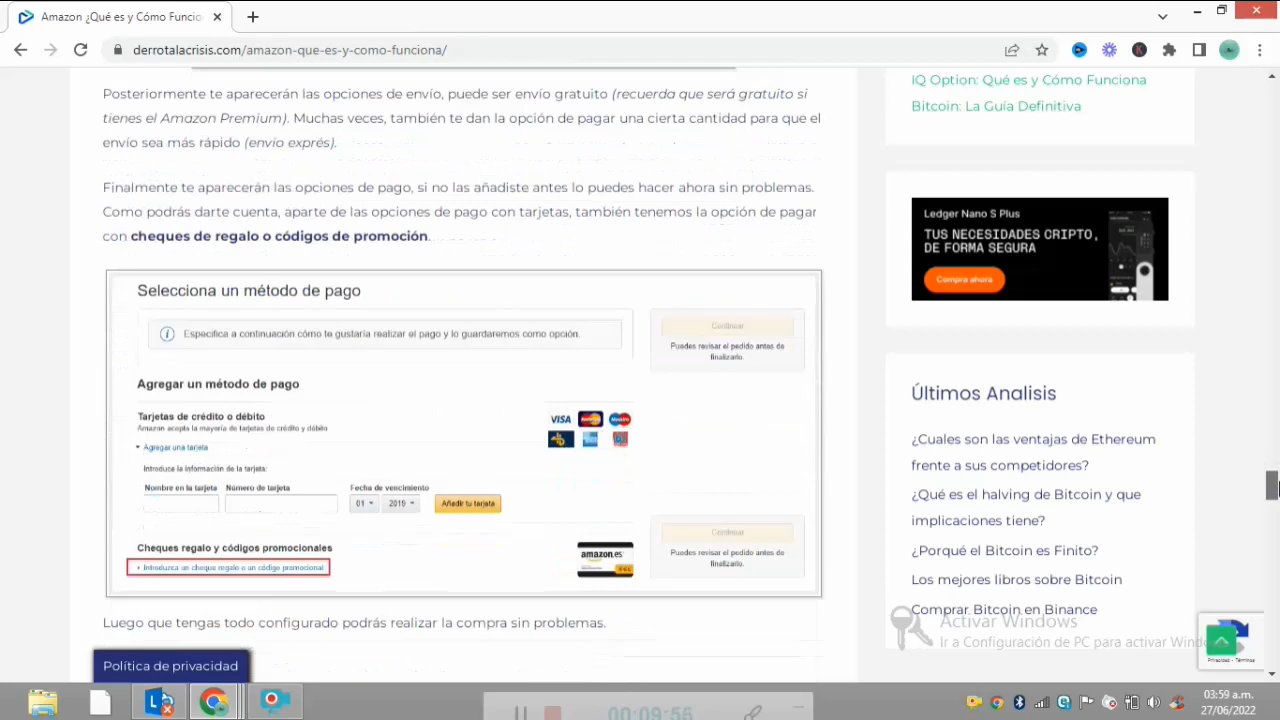 Amazon ¿Qué es y Cómo Funcio
derrotalacrisis.com/amazon-que-es-y-como-funciona/
Posteriormente te aparecerán las opciones de envío, puede ser envío gratuito (recuerda que será gratuito si
tienes el Amazon Premium). Muchas veces, también te dan la opción de pagar una cierta cantidad para que el
envío sea más rápido (envío exprés).
Finalmente te aparecerán las opciones de pago, si no las añadiste antes lo puedes hacer ahora sin problemas.
Como podrás darte cuenta, aparte de las opciones de pago con tarjetas, también tenemos la opción de pagar
con cheques de regalo o códigos de promoción.
Selecciona un método de pago
Especifica a continuación cómo te gustaría realizar el pago y lo guardaremos como opción.
Continuar
Puedes revisar el pedido antes de
finalizarlo.
Agregar un método de pago
Tarjetas de crédito o débito
Amazon acepta la mayoría de tarjetas de crédito y débito
VISA
Agregar una tarjeta
Introduce la información de la tarjeta:
Nombre en la tarjeta Número de tarjeta Fecha de vencimiento
01 2019 Añadir tu tarjeta
Cheques regalo y códigos promocionales
Introduzca un cheque regalo o un código promocional
amazon.es
Continuar
Puedes revisar el pedido antes de
finalizarlo.
Luego que tengas todo configurado podrás realizar la compra sin problemas.
Política de privacidad
IQ Option: Qué es y Cómo Funciona
Bitcoin: La Guía Definitiva
Ledger Nano S Plus
TUS NECESIDADES CRIPTO,
DE FORMA SEGURA
Compra ahora
Últimos Analisis
¿Cuales son las ventajas de Ethereum
frente a sus competidores?
¿Qué es el halving de Bitcoin y que
implicaciones tiene?
¿Porqué el Bitcoin es Finito?
Los mejores libros sobre Bitcoin
Comprar Bitcoin en Binance
Activar Windows
Ir a Configuración de PC para activar Wind
Privacidad - Términos
00:09:56
03:59 a.m.
27/06/2022